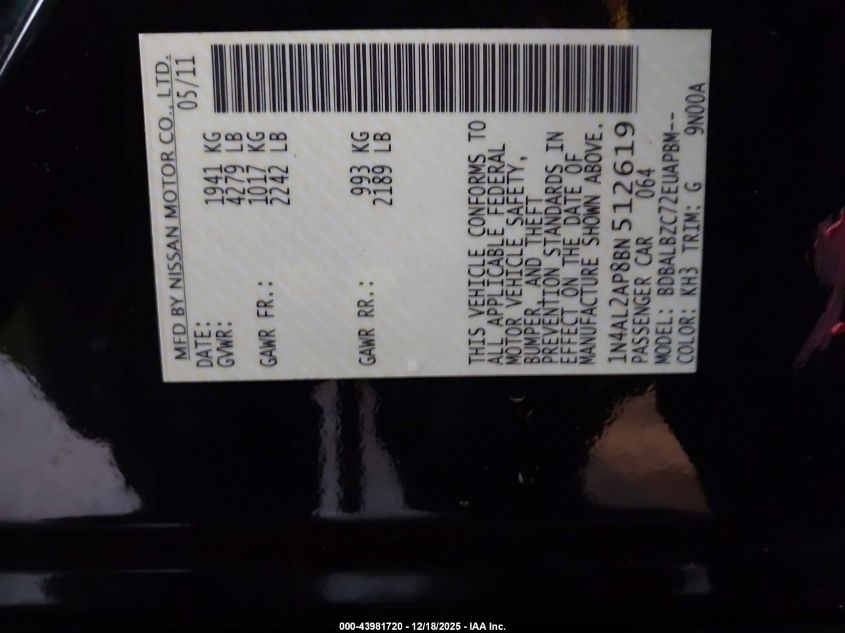 MFD BY NISSAN MOTOR CO., LTD.
DATE: 05/11
GVWR: 1941 KG
4279 LB
GAWR FR.: 1017 KG
2242 LB
GAWR RR.: 993 KG
2189 LB
THIS VEHICLE CONFORMS TO
ALL APPLICABLE FEDERAL
MOTOR VEHICLE SAFETY,
BUMPER, AND THEFT
PREVENTION STANDARDS IN
EFFECT ON THE DATE OF
MANUFACTURE SHOWN ABOVE.
1N4AL2AP8BN512619
PASSENGER CAR 064
MODEL: BDBALBZC72EUAPBM--
COLOR: KH3 TRIM: G 9N00A
000-43981720 - 12/18/2025 - IAA Inc.